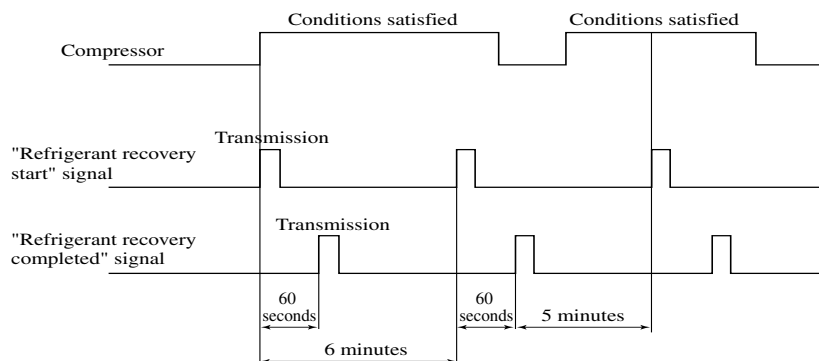 Conditions satisfied
Conditions satisfied
Compressor
Transmission
"Refrigerant recovery
start" signal
Transmission
"Refrigerant recovery
completed" signal
60
seconds
60
seconds
5 minutes
6 minutes